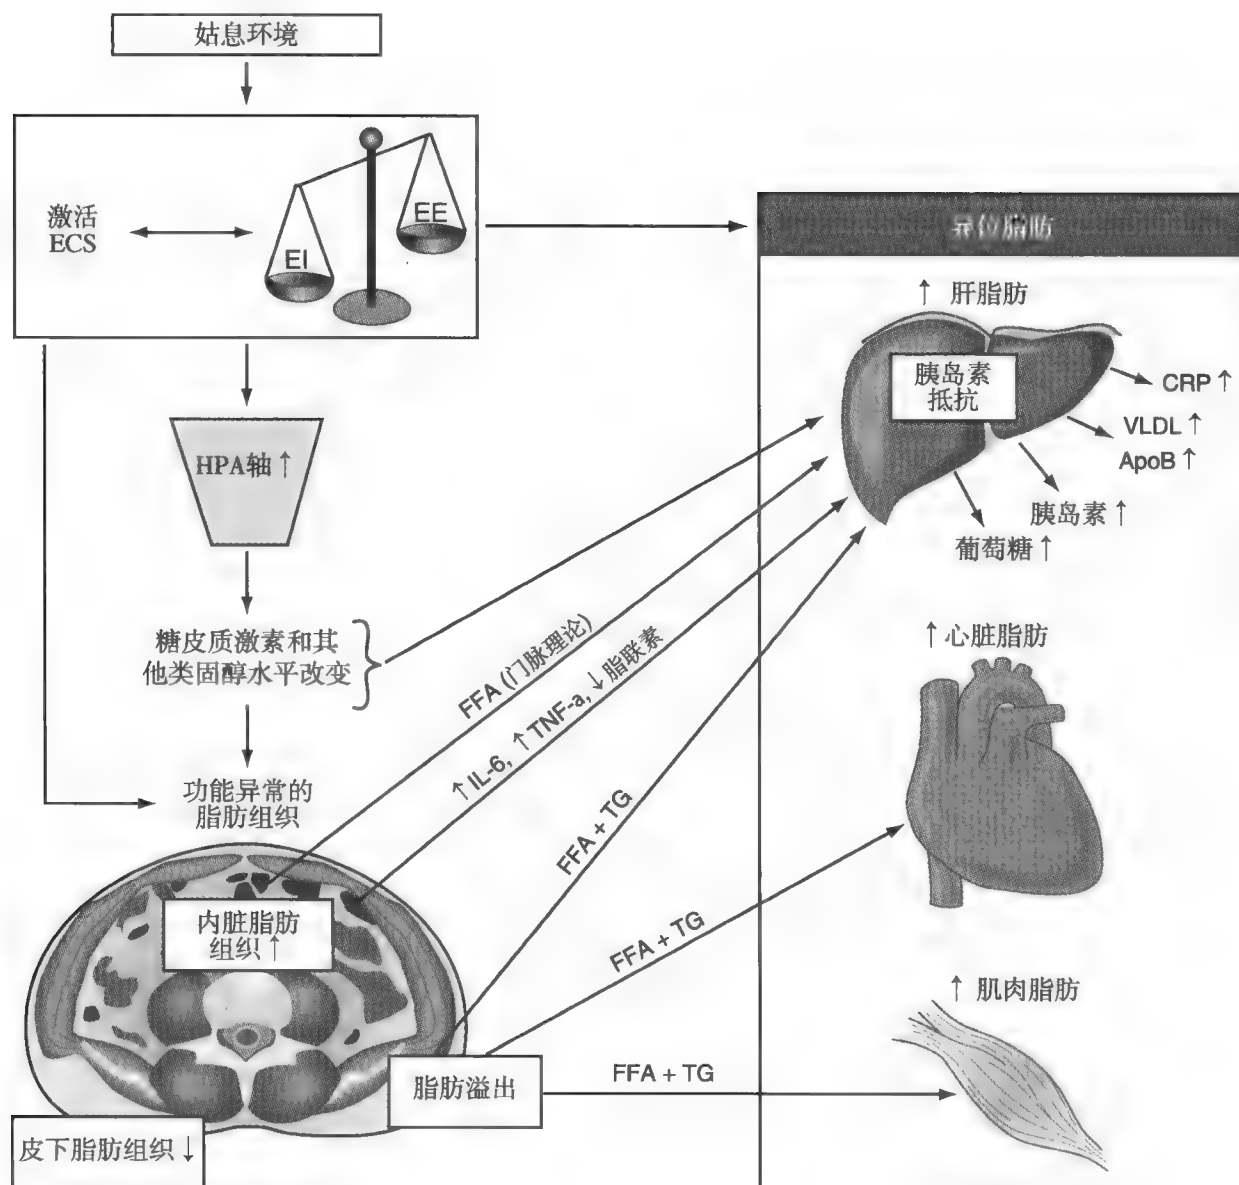 姑息环境
激活
ECS
EI
EE
异位脂肪
↑ 肝脂肪
胰岛素
抵抗
CRP ↑
VLDL ↑
ApoB ↑
胰岛素 ↑
葡萄糖 ↑
HPA轴 ↑
糖皮质激素和其
他类固醇水平改变
FFA (门脉理论)
↑ IL-6, ↑ TNF-a, ↓ 脂联素
FFA + TG
↑ 心脏脂肪
功能异常的
脂肪组织
内脏脂肪
组织 ↑
FFA + TG
↑ 肌肉脂肪
脂肪溢出
FFA + TG
皮下脂肪组织 ↓